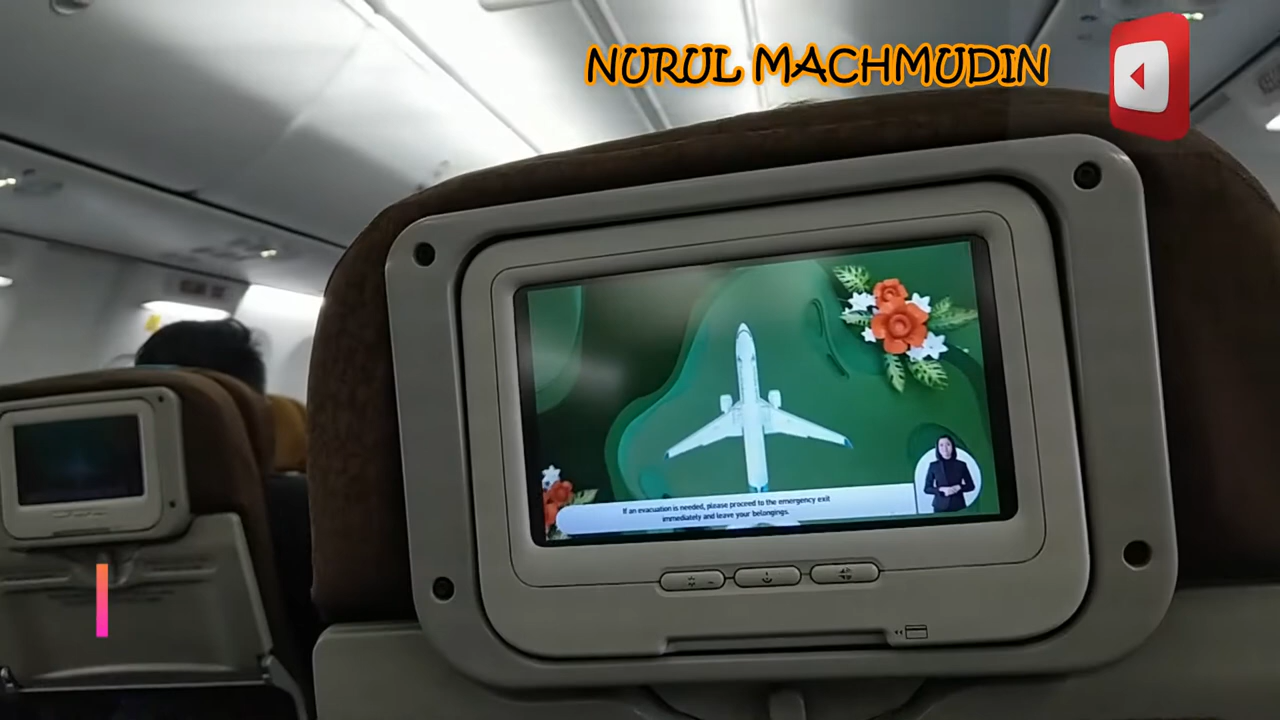 NURUL MACHMUDIN
If an evacuation is needed, please proceed to the emergency exit
immediately and leave your belongings.